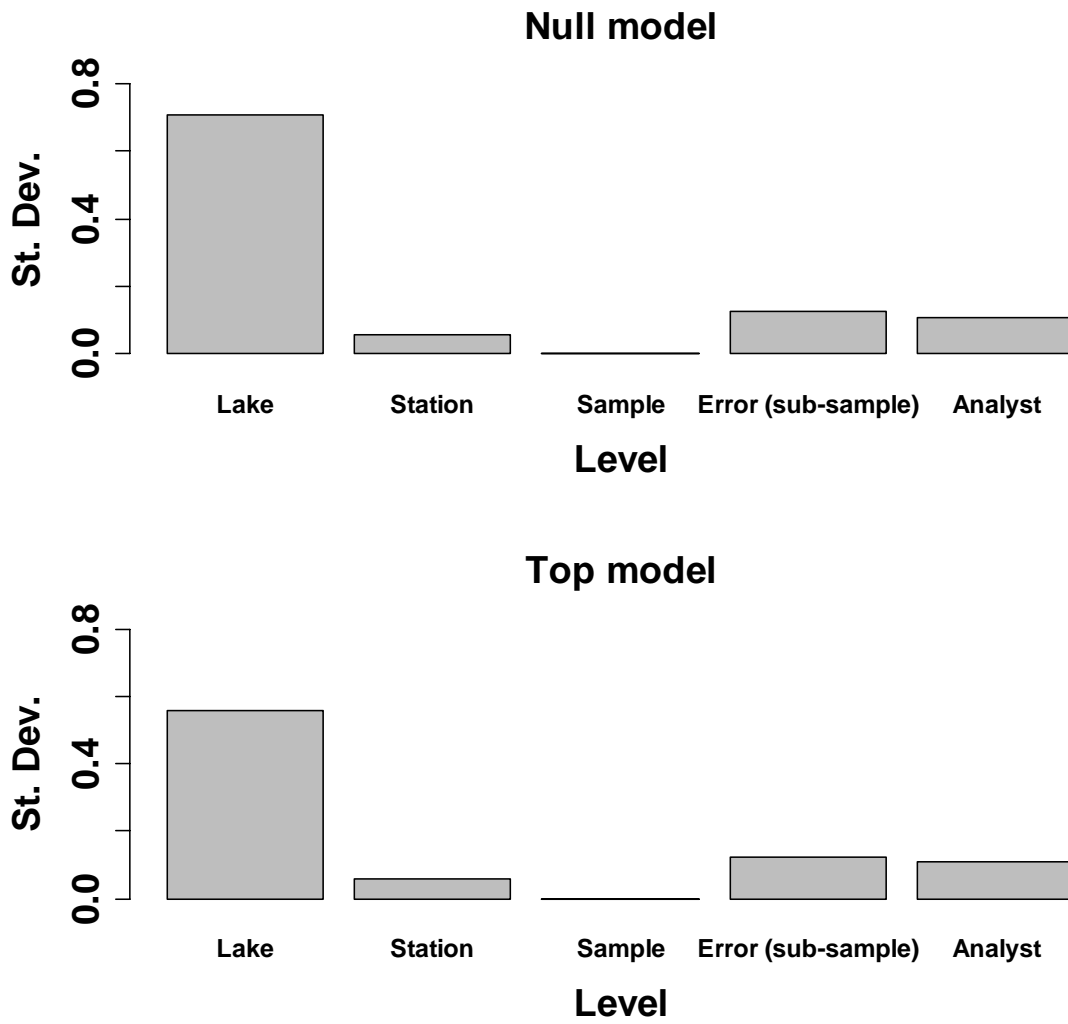 Null model
0.8
0.4
0.0
St. Dev.
Lake Station Sample Error (sub-sample) Analyst
Level
Top model
0.8
0.4
0.0
St. Dev.
Lake Station Sample Error (sub-sample) Analyst
Level